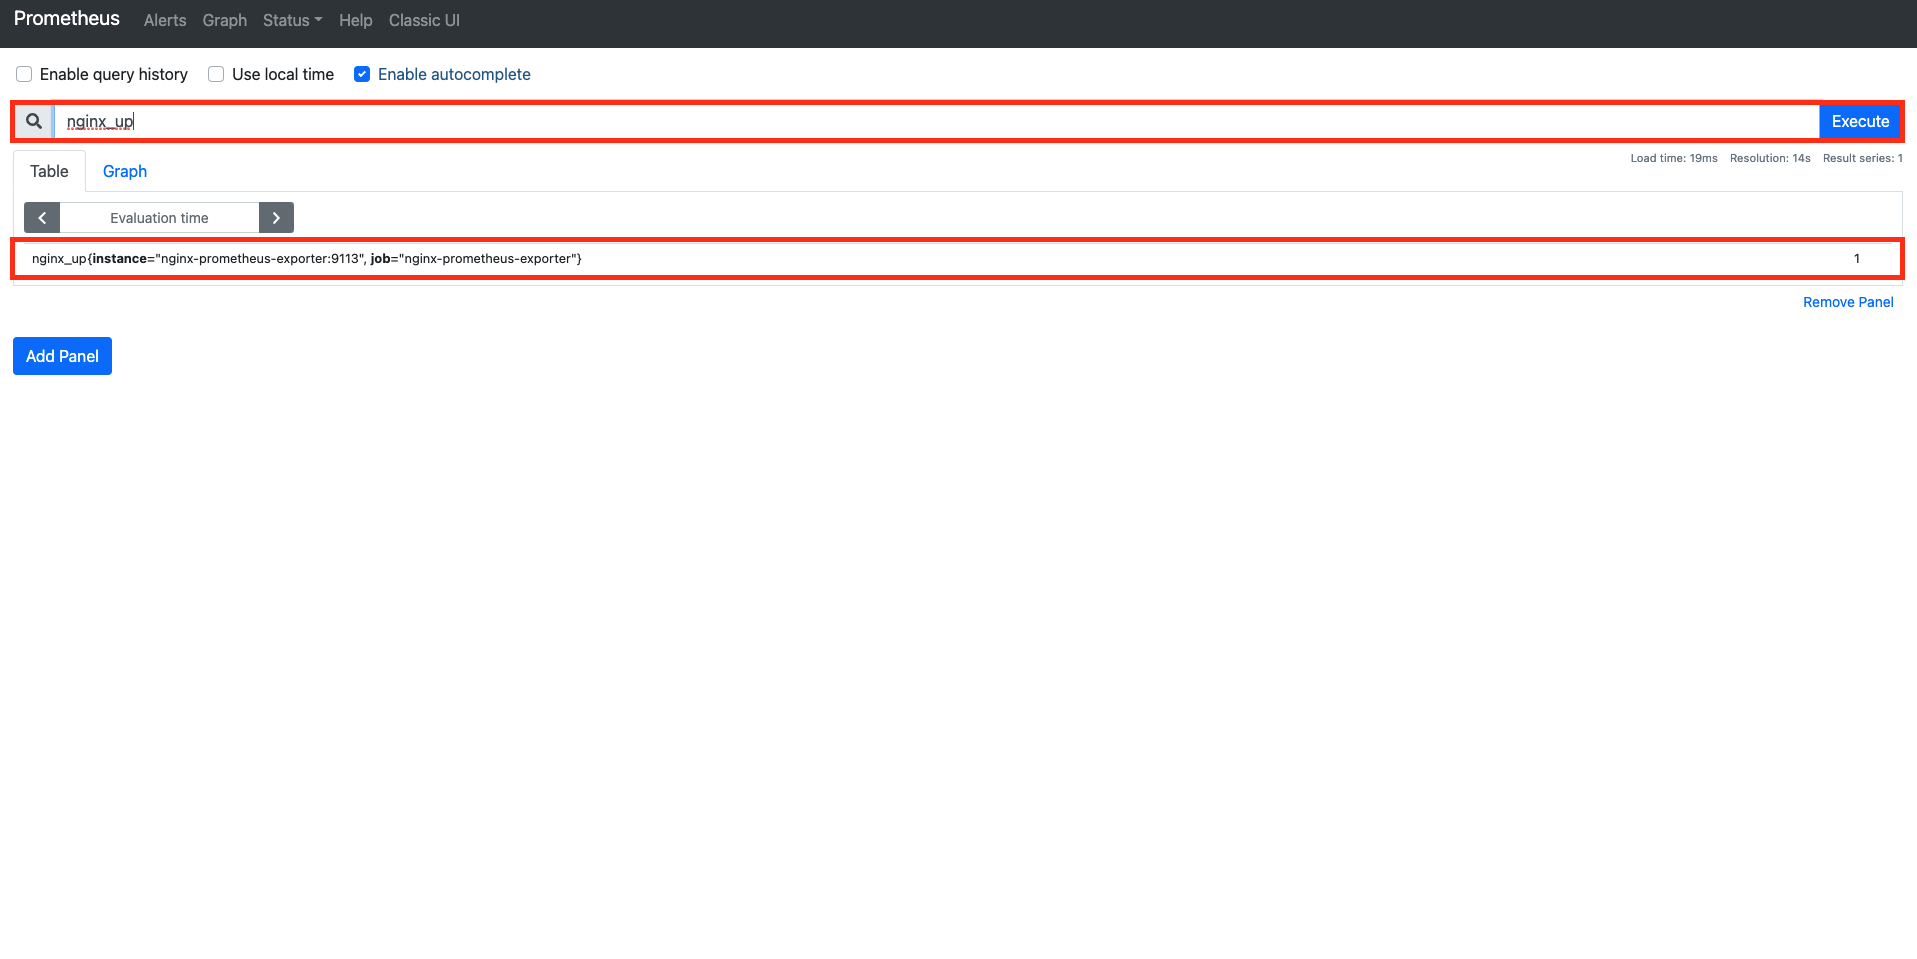 Prometheus Alerts Graph Status Help Classic UI
Enable query history Use local time Enable autocomplete
nginx_up Execute
Load time: 19ms Resolution: 14s Result series: 1
Table Graph
Evaluation time
nginx_up{instance="nginx-prometheus-exporter:9113", job="nginx-prometheus-exporter"} 1
Remove Panel
Add Panel